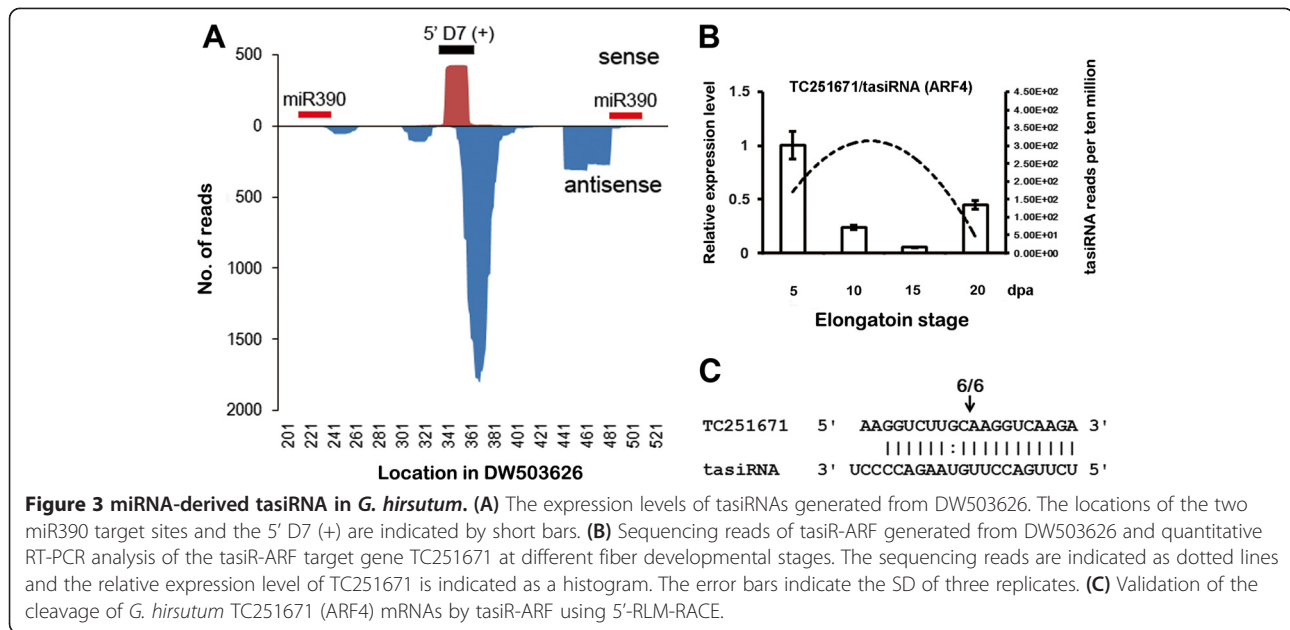 A
5' D7 (+)
sense
miR390
miR390
antisense
No. of reads
500
0
500
1000
1500
2000
201
221
241
261
281
301
321
341
361
381
401
421
441
461
481
501
521
Location in DW503626
B
TC251671/tasiRNA (ARF4)
Relative expression level
1.5
1
0.5
0
4.50E+02
4.00E+02
3.50E+02
3.00E+02
2.50E+02
2.00E+02
1.50E+02
1.00E+02
5.00E+01
0.00E+00
tasiRNA reads per ten million
5 10 15 20 dpa
Elongatoin stage
C
6/6
TC251671 5' AAGGUCUUGCAAGGUCAAGA 3'
||||||:|||||||||||
tasiRNA 3' UCCCCAGAAUGUUCCAGUUCU 5'
Figure 3 miRNA-derived tasiRNA in G. hirsutum. (A) The expression levels of tasiRNAs generated from DW503626. The locations of the two
miR390 target sites and the 5' D7 (+) are indicated by short bars. (B) Sequencing reads of tasiR-ARF generated from DW503626 and quantitative
RT-PCR analysis of the tasiR-ARF target gene TC251671 at different fiber developmental stages. The sequencing reads are indicated as dotted lines
and the relative expression level of TC251671 is indicated as a histogram. The error bars indicate the SD of three replicates. (C) Validation of the
cleavage of G. hirsutum TC251671 (ARF4) mRNAs by tasiR-ARF using 5'-RLM-RACE.